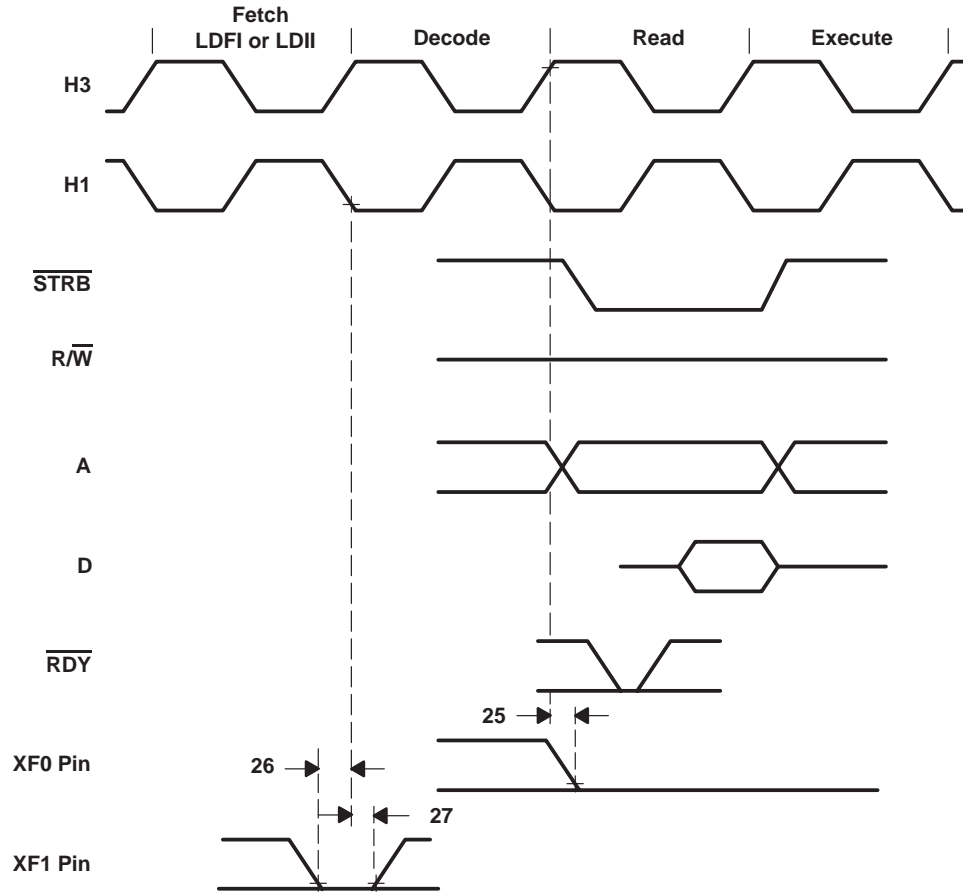 Fetch
LDFI or LDII
Decode
Read
Execute
H3
H1
STRB
R/W
A
D
RDY
25
XF0 Pin
26
27
XF1 Pin